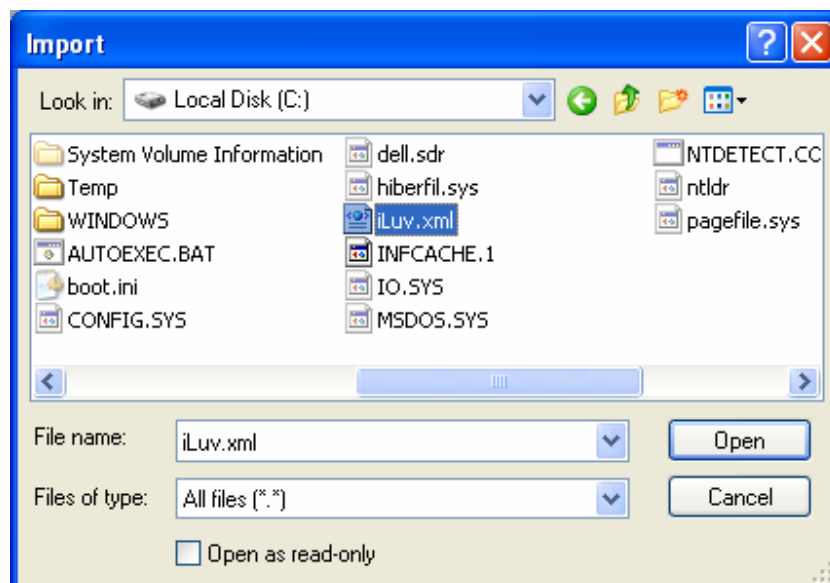 Import
Look in: Local Disk (C:)
System Volume Information dell.sdr NTDETECT.CC
Temp hiberfil.sys ntldr
WINDOWS iLuv.xml pagefile.sys
AUTOEXEC.BAT INFCACHE.1
boot.ini IO.SYS
CONFIG.SYS MSDOS.SYS
File name: iLuv.xml Open
Files of type: All files (*.*) Cancel
Open as read-only